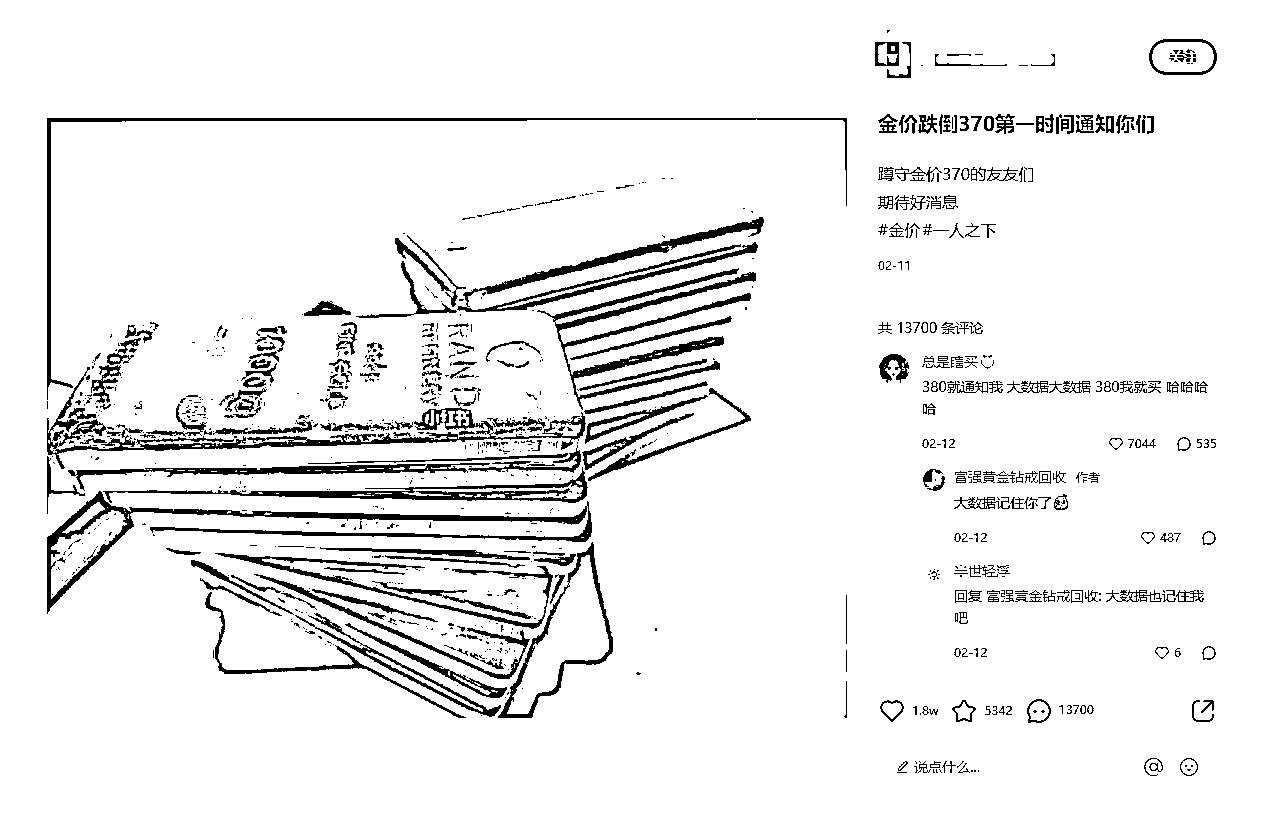 关注
金价跌倒370第一时间通知你们
蹲守金价370的友友们
期待好消息
#金价 #一人之下
02-11
共 13700 条评论
总是瞎买
380就通知我 大数据大数据 380我就买 哈哈哈
哈
02-12
7044
535
富强黄金钻戒回收 作者
大数据记住你了
02-12
487
半世轻浮
回复 富强黄金钻戒回收: 大数据也记住我
吧
02-12
6
1.8w
5342
13700
说点什么...
RAND